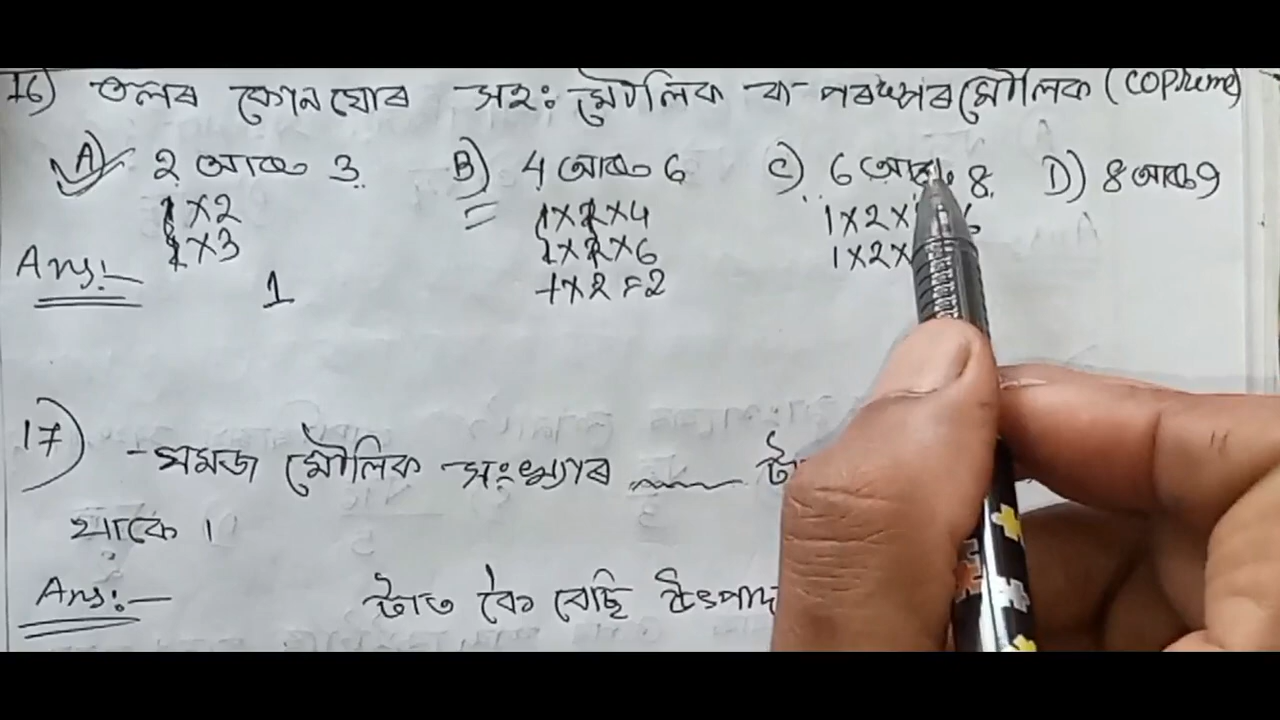 16) তলৰ কোনযোৰ সহঃ মৌলিক বা পৰস্পৰ মৌলিক (coprime)
A) 2 আৰু 3 B) 4 আৰু 6 C) 6 আৰু 8 D) 8 আৰু 9
1×2 1×2×4 1×2×
1×3 1×2×6 1×2×
Ans:- 1 1×2=2
17) যমজ মৌলিক সংখ্যাৰ
থাকে।
Ans:- টাত কৈ বেছি